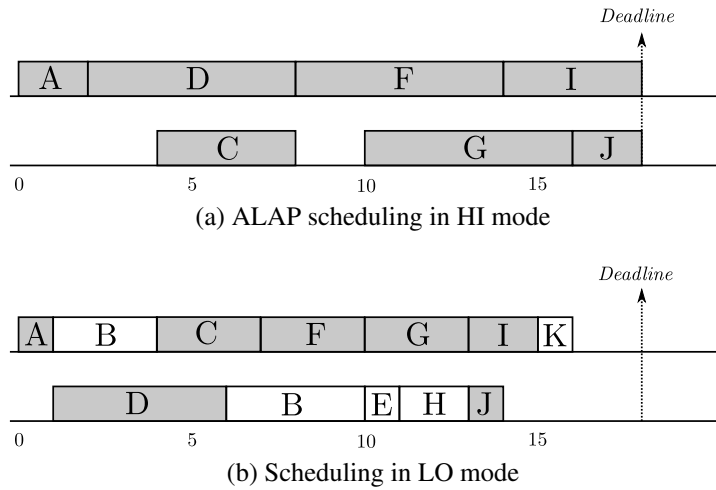 Deadline
A D F I
C G J
0 5 10 15
(a) ALAP scheduling in HI mode
Deadline
A B C F G I K
D B E H J
0 5 10 15
(b) Scheduling in LO mode